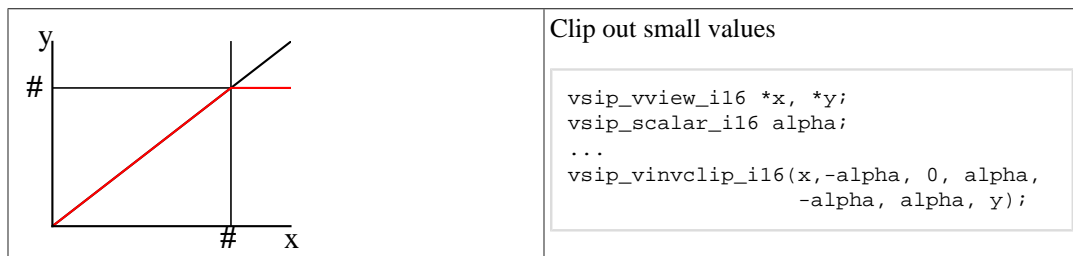 y
#
# x
Clip out small values
vsip_vview_i16 *x, *y;
vsip_scalar_i16 alpha;
...
vsip_vinvclip_i16(x,-alpha, 0, alpha,
-alpha, alpha, y);